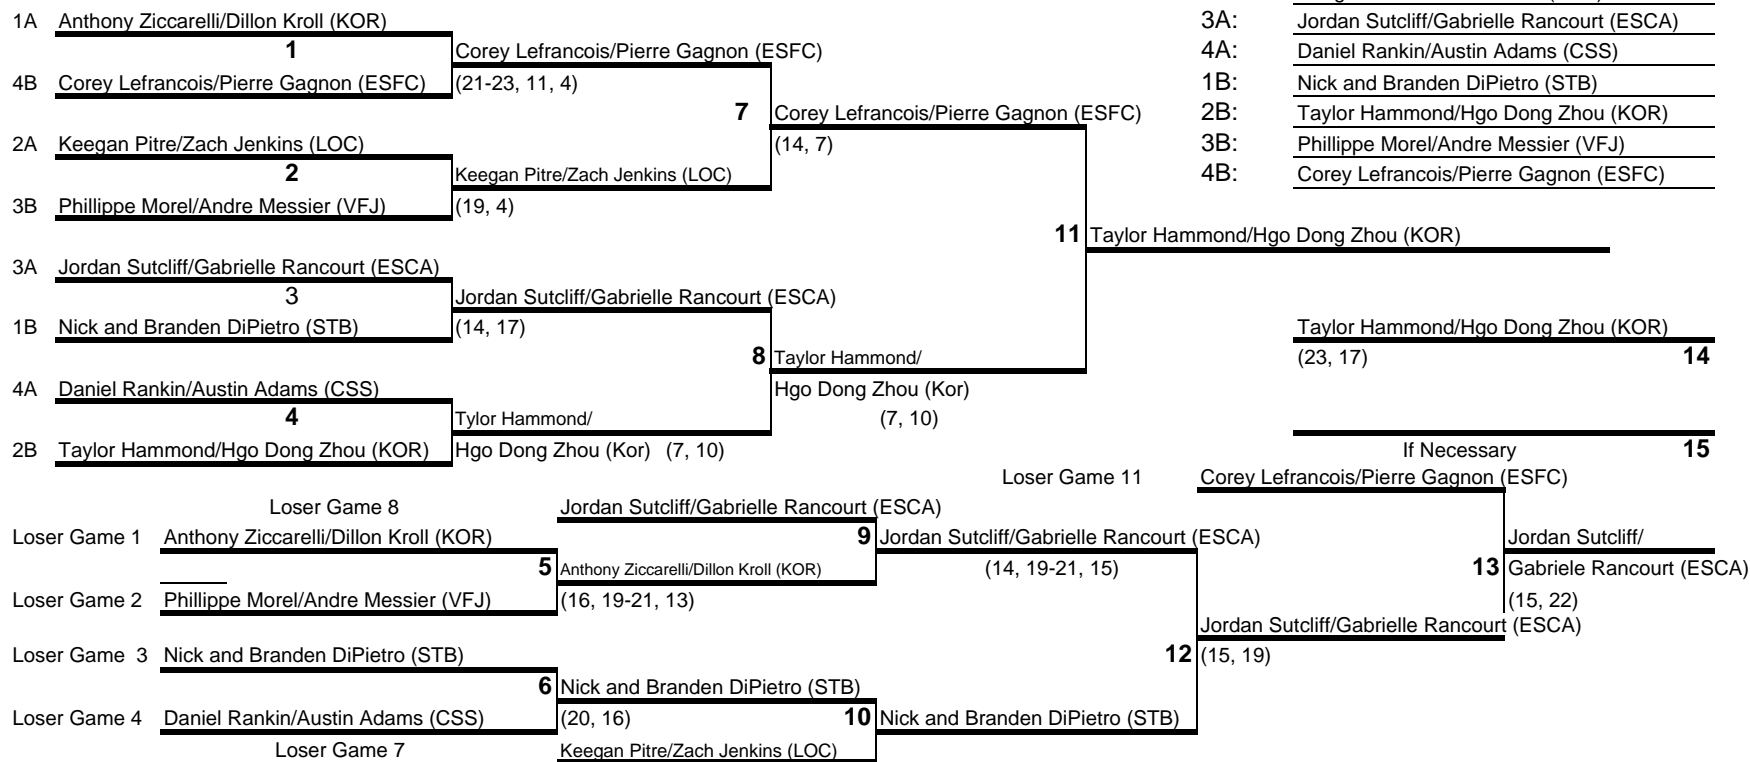 1A Anthony Ziccarelli/Dillon Kroll (KOR)
1
4B Corey Lefrancois/Pierre Gagnon (ESFC)
Corey Lefrancois/Pierre Gagnon (ESFC)
(21-23, 11, 4)
2A Keegan Pitre/Zach Jenkins (LOC)
2
3B Phillippe Morel/Andre Messier (VFJ)
Keegan Pitre/Zach Jenkins (LOC)
(19, 4)
7
Corey Lefrancois/Pierre Gagnon (ESFC)
(14, 7)
3A Jordan Sutcliff/Gabrielle Rancourt (ESCA)
3
1B Nick and Branden DiPietro (STB)
Jordan Sutcliff/Gabrielle Rancourt (ESCA)
(14, 17)
4A Daniel Rankin/Austin Adams (CSS)
4
2B Taylor Hammond/Hgo Dong Zhou (KOR)
Tylor Hammond/
Hgo Dong Zhou (Kor) (7, 10)
8
Taylor Hammond/
Hgo Dong Zhou (Kor)
(7, 10)
11 Taylor Hammond/Hgo Dong Zhou (KOR)
3A: Jordan Sutcliff/Gabrielle Rancourt (ESCA)
4A: Daniel Rankin/Austin Adams (CSS)
1B: Nick and Branden DiPietro (STB)
2B: Taylor Hammond/Hgo Dong Zhou (KOR)
3B: Phillippe Morel/Andre Messier (VFJ)
4B: Corey Lefrancois/Pierre Gagnon (ESFC)
Taylor Hammond/Hgo Dong Zhou (KOR)
(23, 17) 14
If Necessary 15
Loser Game 11 Corey Lefrancois/Pierre Gagnon (ESFC)
Loser Game 8 Jordan Sutcliff/Gabrielle Rancourt (ESCA)
Loser Game 1 Anthony Ziccarelli/Dillon Kroll (KOR)
5 Anthony Ziccarelli/Dillon Kroll (KOR)
Loser Game 2 Phillippe Morel/Andre Messier (VFJ)
(16, 19-21, 13)
9 Jordan Sutcliff/Gabrielle Rancourt (ESCA)
(14, 19-21, 15)
Loser Game 3 Nick and Branden DiPietro (STB)
6 Nick and Branden DiPietro (STB)
Loser Game 4 Daniel Rankin/Austin Adams (CSS)
(20, 16)
10 Nick and Branden DiPietro (STB)
Loser Game 7 Keegan Pitre/Zach Jenkins (LOC)
Jordan Sutcliff/Gabrielle Rancourt (ESCA)
12 (15, 19)
13
Jordan Sutcliff/
Gabriele Rancourt (ESCA)
(15, 22)